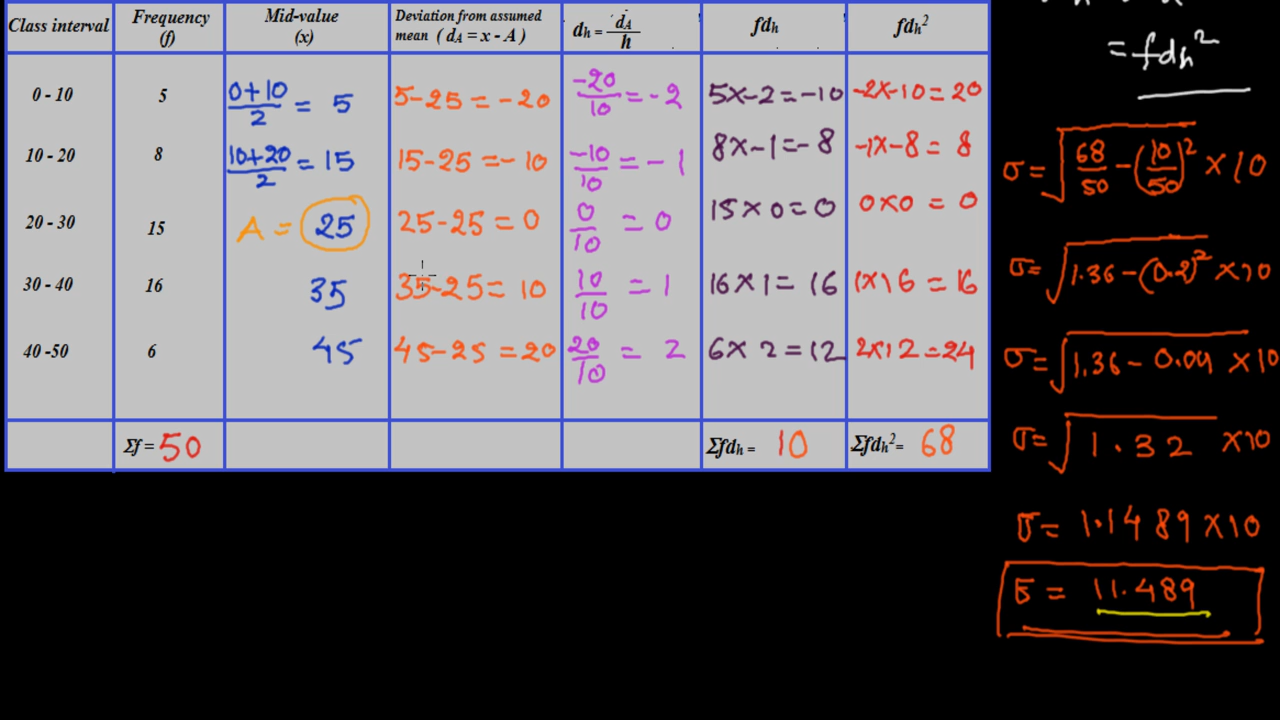 Class interval Frequency (f) Mid-value (x) Deviation from assumed mean ( dA = x - A ) dh = dA/h fdh fdh²
0 - 10 5 (0+10)/2 = 5 5-25 = -20 -20/10 = -2 5x-2 = -10 -2x-10 = 20
10 - 20 8 (10+20)/2 = 15 15-25 = -10 -10/10 = -1 8x-1 = -8 -1x-8 = 8
20 - 30 15 A = 25 25-25 = 0 0/10 = 0 15 x 0 = 0 0x0 = 0
30 - 40 16 35 35-25 = 10 10/10 = 1 16 x 1 = 16 1x16 = 16
40 -50 6 45 45-25 = 20 20/10 = 2 6x 2 = 12 2x12 = 24
Σf = 50 Σfdh = 10 Σfdh² = 68
= fdh²
σ = √(68/50 - (10/50)²) x 10
σ = √(1.36 - (0.2)²) x 10
σ = √(1.36 - 0.04) x 10
σ = √1.32 x 10
σ = 1.1489 x 10
σ = 11.489